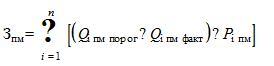 n
Зпм= ? [(Qi пм порог ? Qi пм факт) ? Pi пм]
i = 1